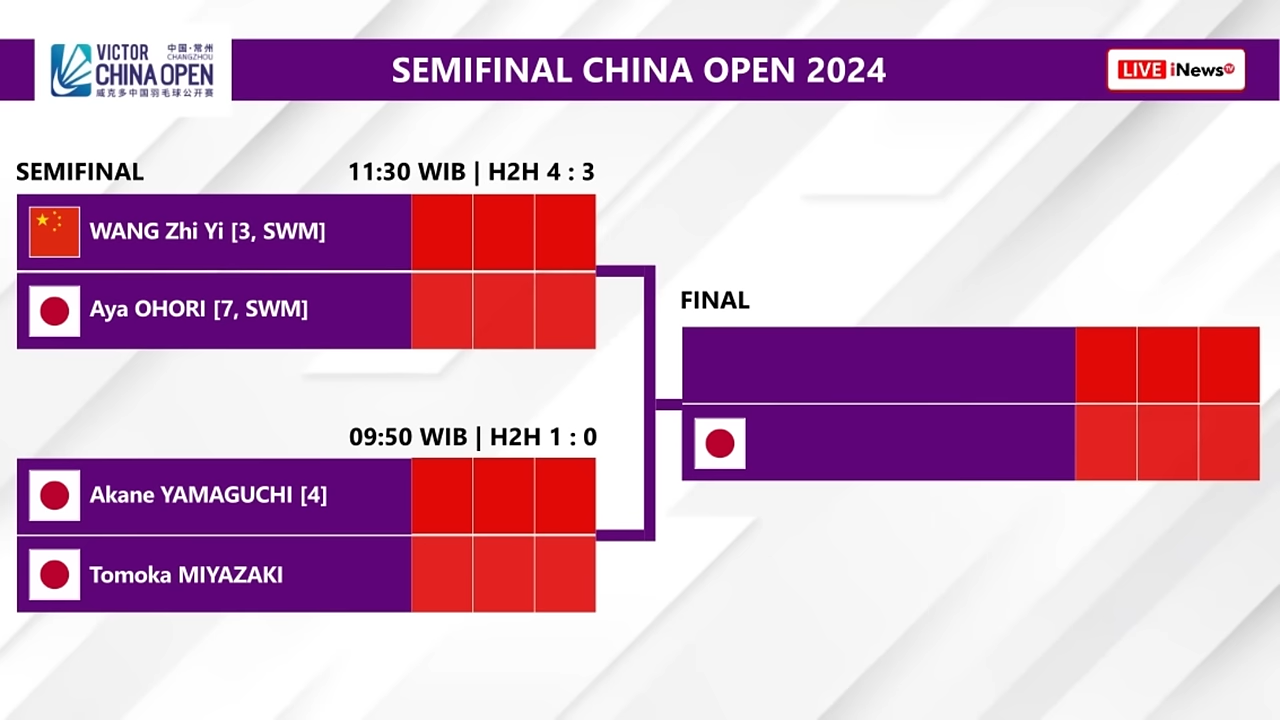 VICTOR
中国·常州
CHANGZHOU
CHINA OPEN
威克多中国羽毛球公开赛
SEMIFINAL CHINA OPEN 2024
LIVE iNews TV
SEMIFINAL
11:30 WIB | H2H 4 : 3
WANG Zhi Yi [3, SWM]
Aya OHORI [7, SWM]
FINAL
09:50 WIB | H2H 1 : 0
Akane YAMAGUCHI [4]
Tomoka MIYAZAKI